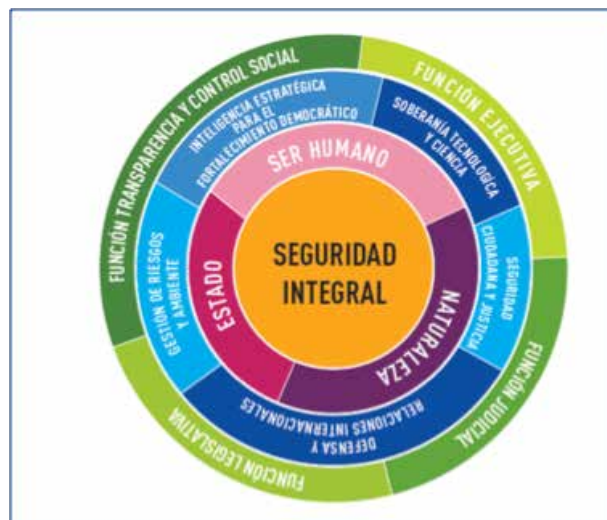 FUNCIÓN TRANSPARENCIA Y CONTROL SOCIAL
FUNCIÓN EJECUTIVA
FUNCIÓN JUDICIAL
FUNCIÓN LEGISLATIVA
INTELIGENCIA ESTRATÉGICA
PARA EL
FORTALECIMIENTO DEMOCRÁTICO
SOBERANÍA TECNOLOGÍCA
Y CIENCIA
SEGURIDAD
CIUDADANA Y JUSTICIA
DEFENSA Y
RELACIONES INTERNACIONALES
GESTIÓN DE RIESGOS
Y AMBIENTE
SER HUMANO
NATURALEZA
ESTADO
SEGURIDAD
INTEGRAL